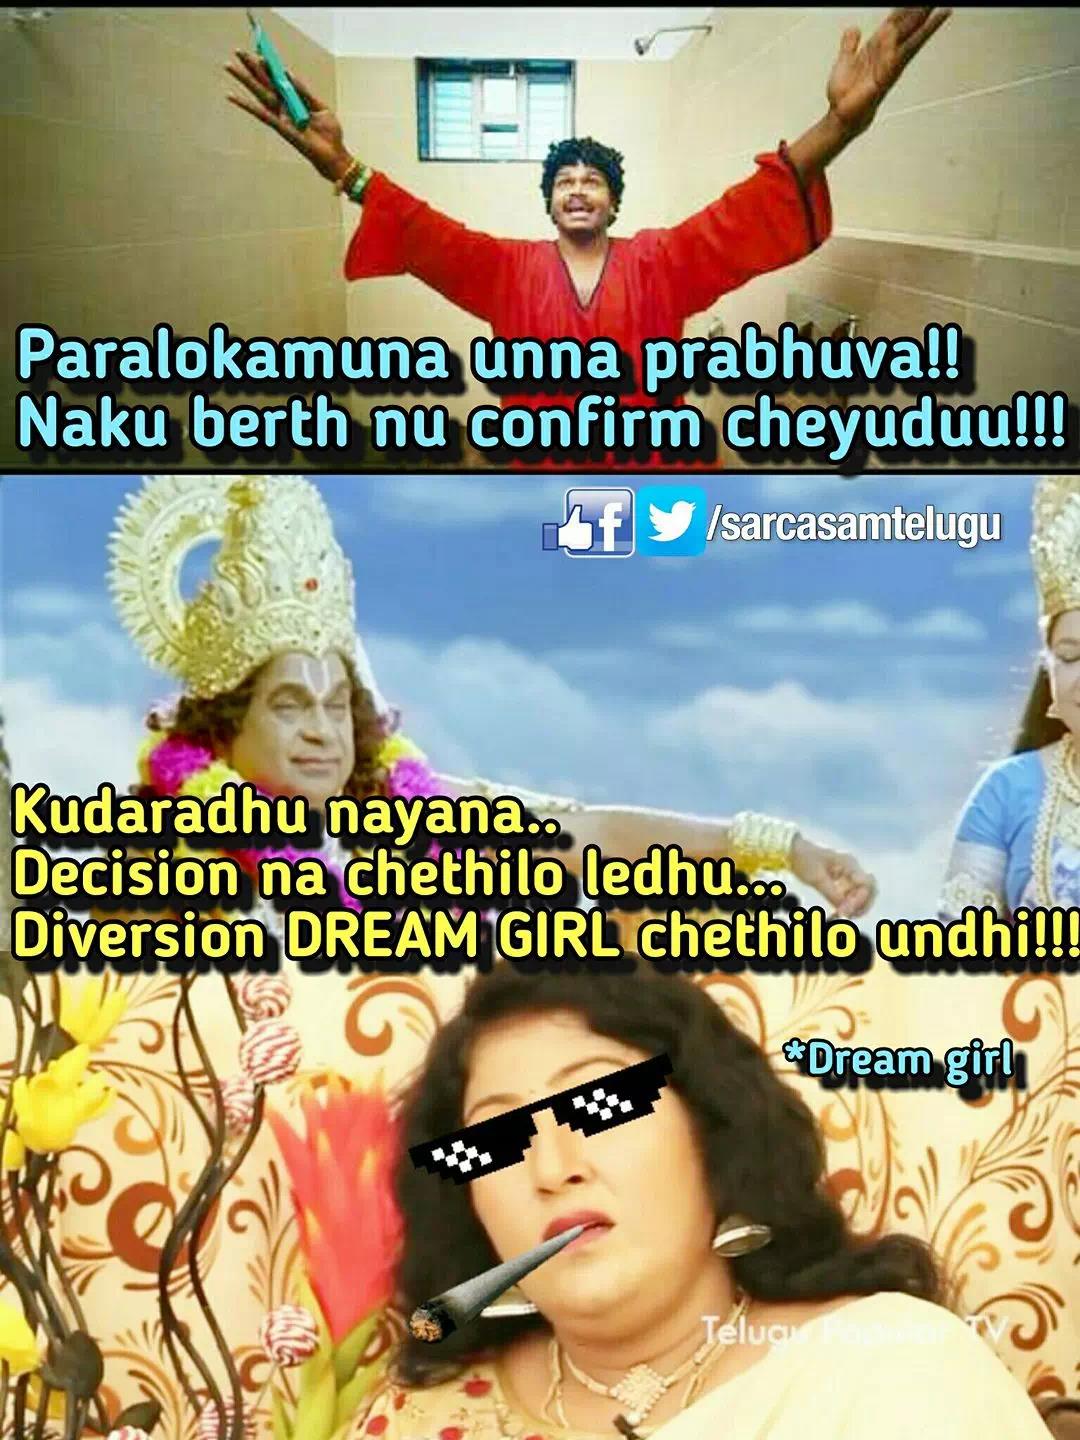 Paralokamuna unna prabhuva!!
Naku berth nu confirm cheyuduu!!!
/sarcasamtelugu
Kudaradhu nayana..
Decision na chethilo ledhu...
Diversion DREAM GIRL chethilo undhi!!!
*Dream girl
Telugu Popular TV